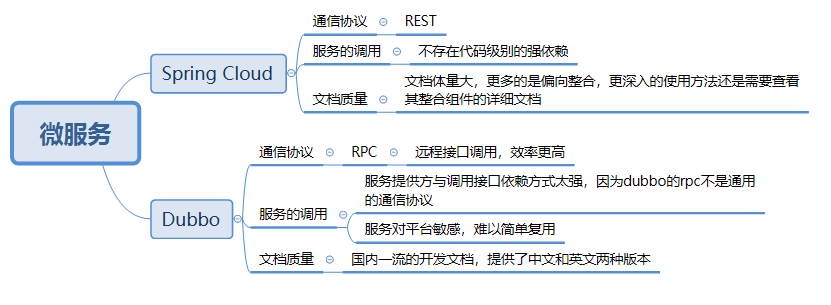 微服务
Spring Cloud
通信协议
REST
服务的调用
不存在代码级别的强依赖
文档质量
文档体量大，更多的是偏向整合，更深入的使用方法还是需要查看
其整合组件的详细文档
Dubbo
通信协议
RPC
远程接口调用，效率更高
服务的调用
服务提供方与调用接口依赖方式太强，因为dubbo的rpc不是通用
的通信协议
服务对平台敏感，难以简单复用
文档质量
国内一流的开发文档，提供了中文和英文两种版本